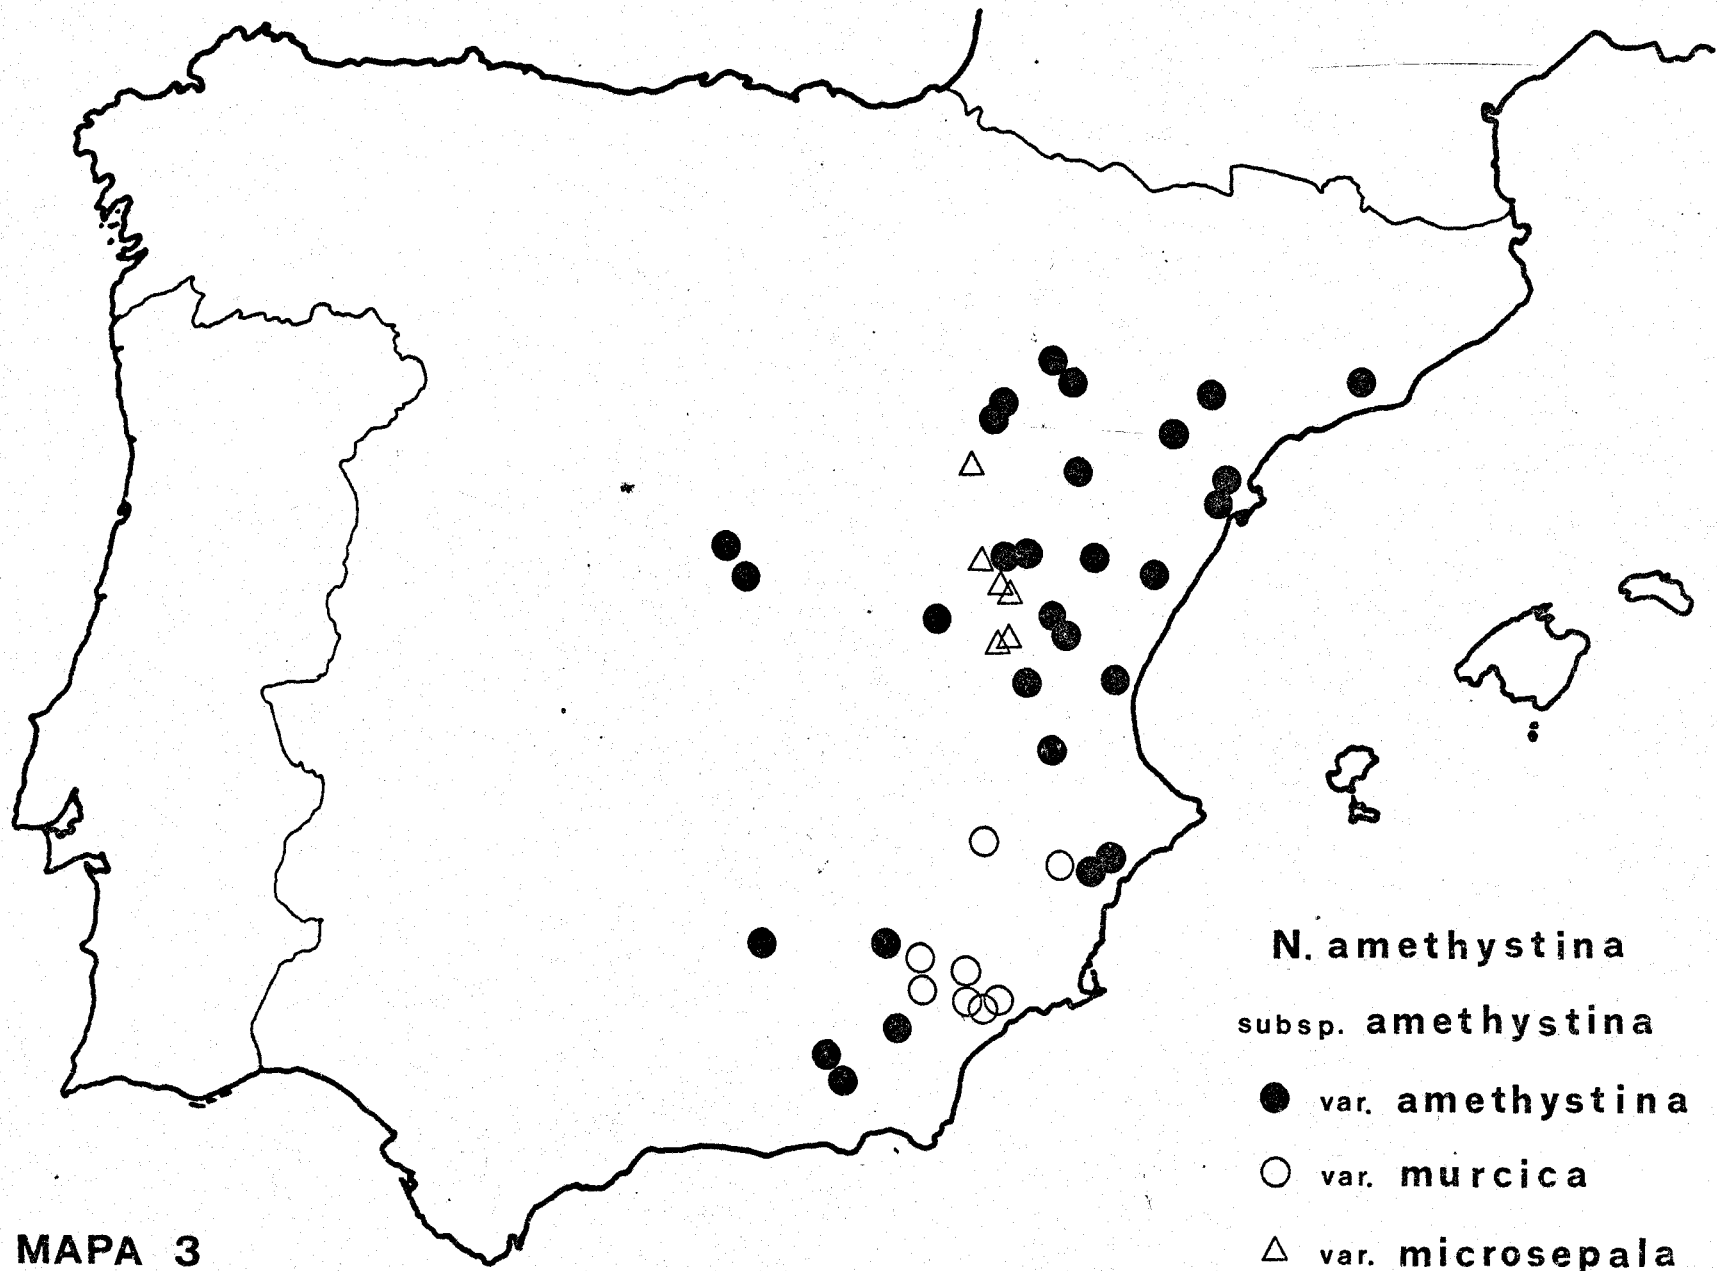 N. amethystina
subsp. amethystina
var. amethystina
var. murcica
var. microsepala
MAPA 3